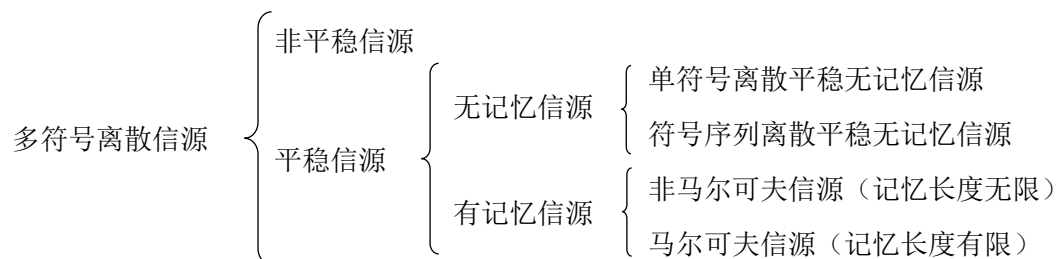 非平稳信源
单符号离散平稳无记忆信源
无记忆信源
多符号离散信源
符号序列离散平稳无记忆信源
平稳信源
非马尔可夫信源（记忆长度无限）
有记忆信源
马尔可夫信源（记忆长度有限）